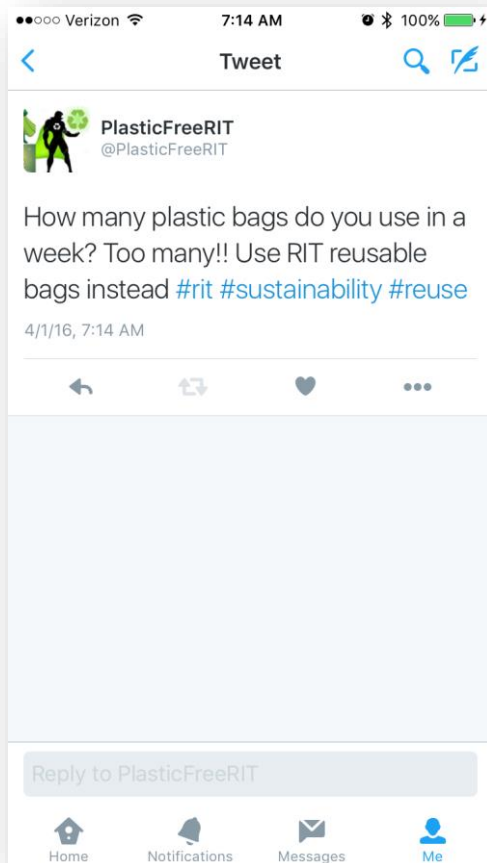 Verizon 7:14 AM 100%
Tweet
PlasticFreeRIT
@PlasticFreeRIT
How many plastic bags do you use in a
week? Too many!! Use RIT reusable
bags instead #rit #sustainability #reuse
4/1/16, 7:14 AM
Reply to PlasticFreeRIT
Home Notifications Messages Me